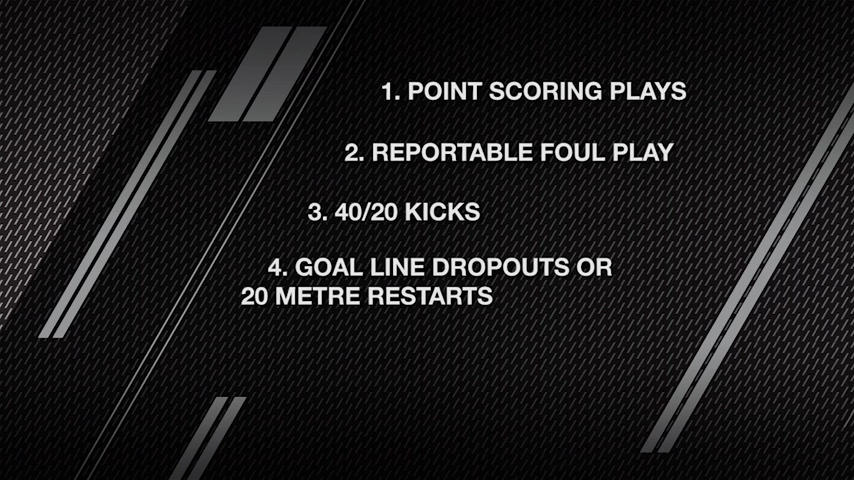 1. POINT SCORING PLAYS
2. REPORTABLE FOUL PLAY
3. 40/20 KICKS
4. GOAL LINE DROPOUTS OR
20 METRE RESTARTS